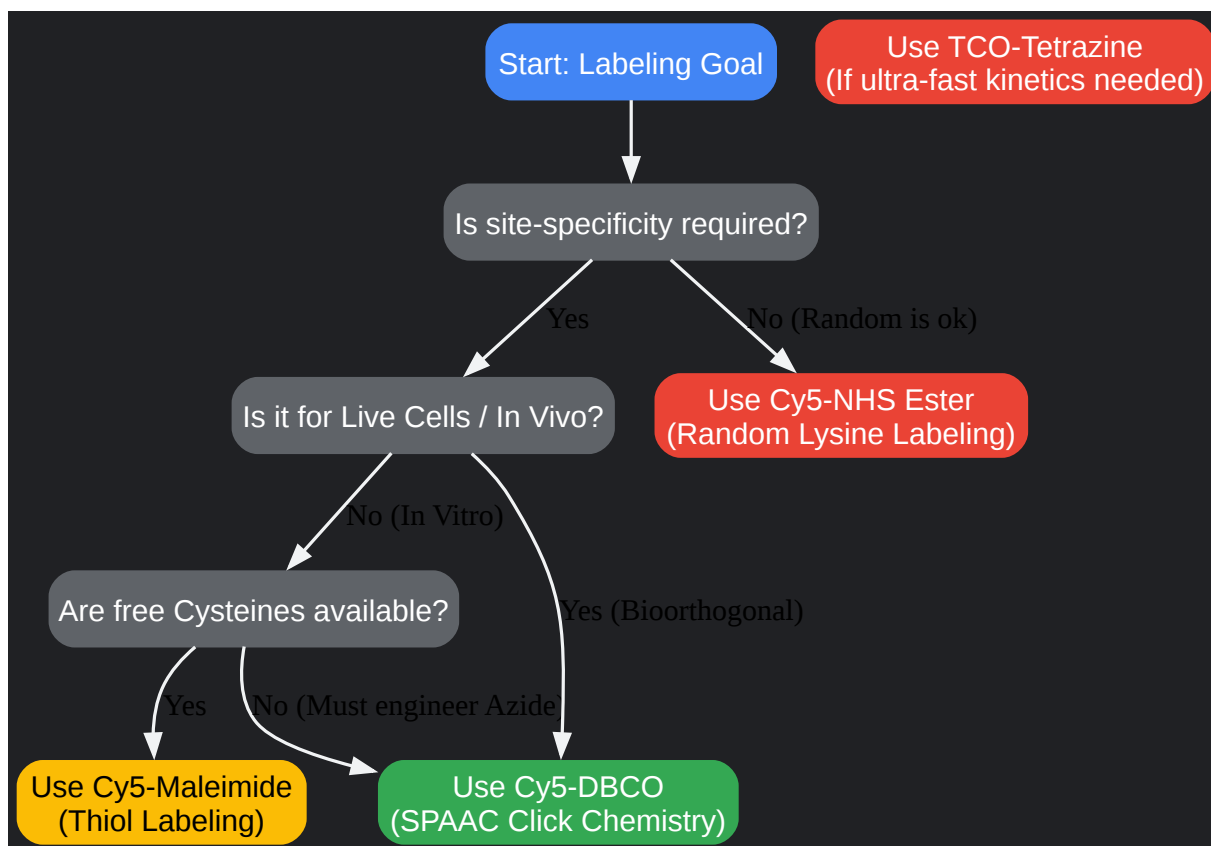 Start: Labeling Goal
Use TCO-Tetrazine
(If ultra-fast kinetics needed)
Is site-specificity required?
Yes
No (Random is ok)
Is it for Live Cells / In Vivo?
Use Cy5-NHS Ester
(Random Lysine Labeling)
No (In Vitro)
Are free Cysteines available?
Yes (Bioorthogonal)
Yes
No (Must engineer Azide)
Use Cy5-Maleimide
(Thiol Labeling)
Use Cy5-DBCO
(SPAAC Click Chemistry)